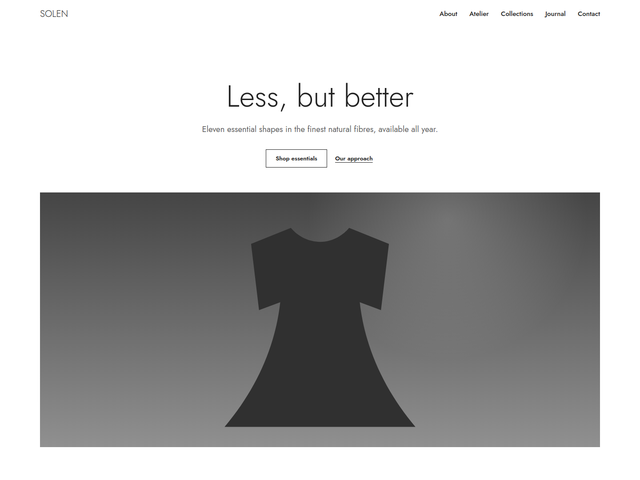 SOLEN
About Atelier Collections Journal Contact
Less, but better
Eleven essential shapes in the finest natural fibres, available all year.
Shop essentials Our approach